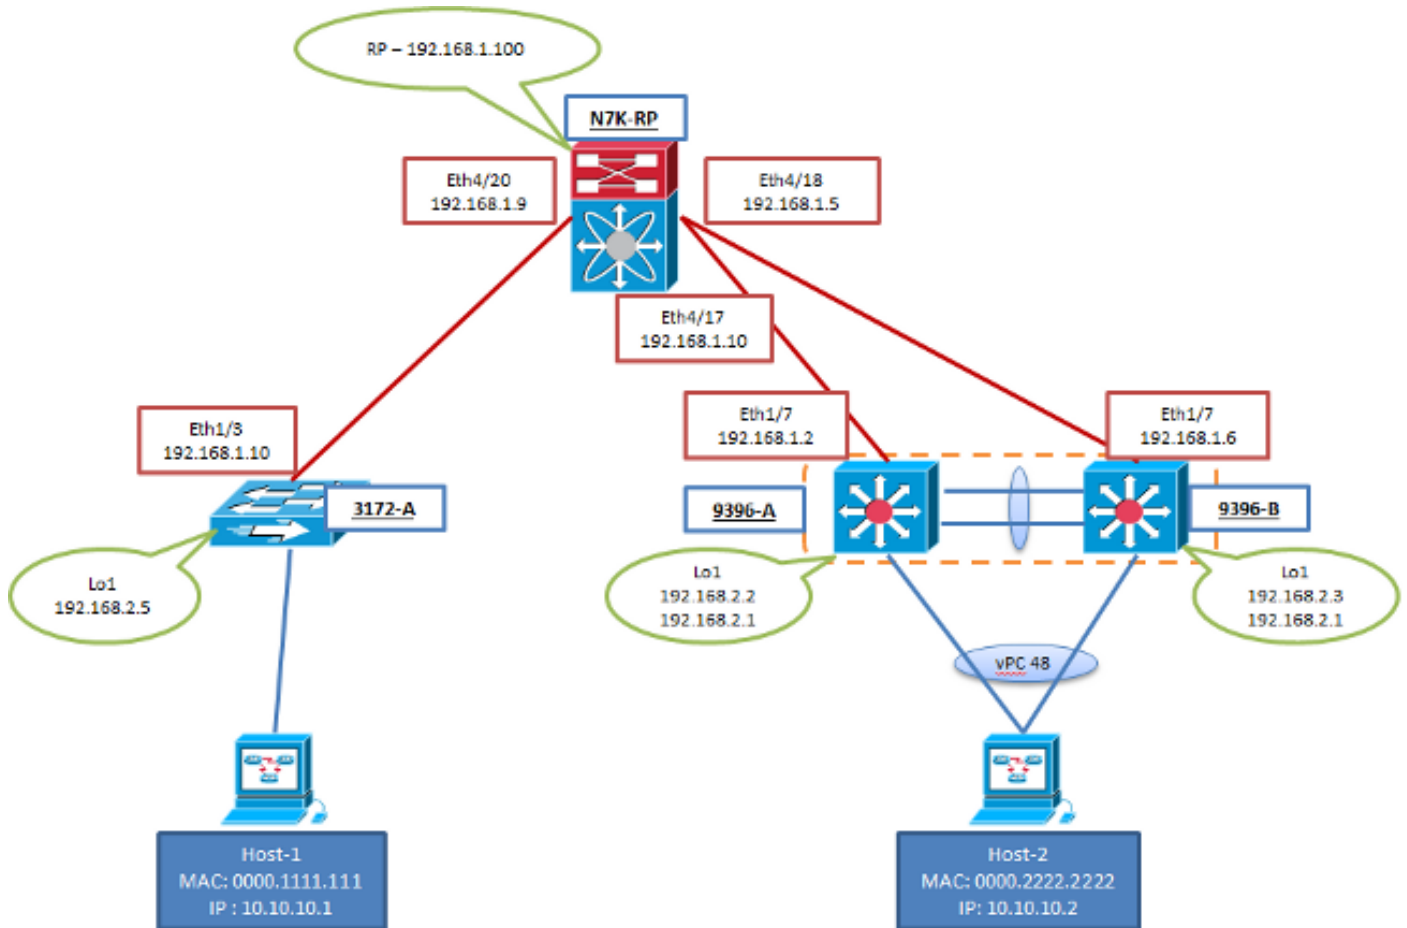 RP – 192.168.1.100
N7K-RP
Eth4/20
192.168.1.9
Eth4/18
192.168.1.5
Eth4/17
192.168.1.10
Eth1/3
192.168.1.10
Eth1/7
192.168.1.2
Eth1/7
192.168.1.6
3172-A
9396-A
9396-B
Lo1
192.168.2.5
Lo1
192.168.2.2
192.168.2.1
Lo1
192.168.2.3
192.168.2.1
vPC 48
Host-1
MAC: 0000.1111.111
IP : 10.10.10.1
Host-2
MAC: 0000.2222.2222
IP: 10.10.10.2